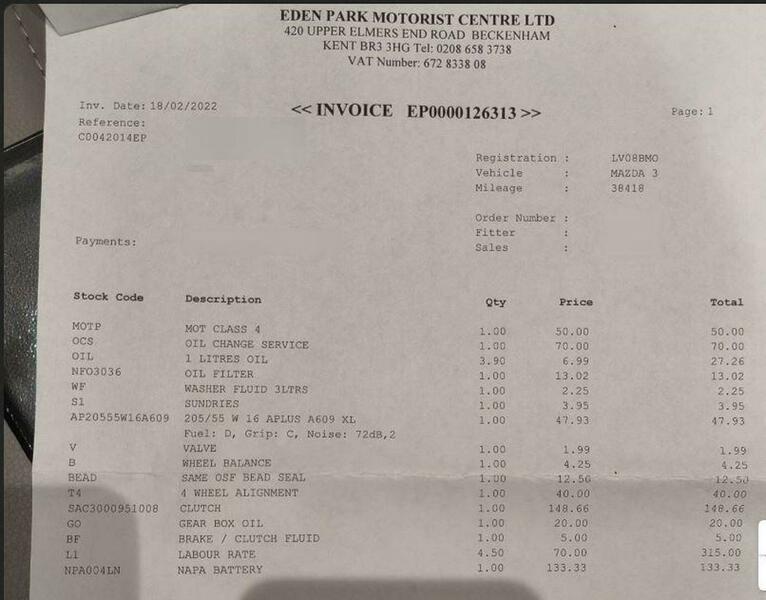 EDEN PARK MOTORIST CENTRE LTD
420 UPPER ELMERS END ROAD BECKENHAM
KENT BR3 3HG Tel: 0208 658 3738
VAT Number: 672 8338 08
Inv. Date: 18/02/2022 << INVOICE EP0000126313 >> Page: 1
Reference:
C0042014EP
Registration : LV08BMO
Vehicle : MAZDA 3
Mileage : 38418
Order Number :
Fitter :
Payments:
Sales :
Stock Code Description Qty Price Total
MOTP MOT CLASS 4 1.00 50.00 50.00
OCS OIL CHANGE SERVICE 1.00 70.00 70.00
OIL 1 LITRES OIL 3.90 6.99 27.26
NFO3036 OIL FILTER 1.00 13.02 13.02
WF WASHER FLUID 3LTRS 1.00 2.25 2.25
S1 SUNDRIES 1.00 3.95 3.95
AP20555W16A609 205/55 W 16 APLUS A609 XL 1.00 47.93 47.93
Fuel: D, Grip: C, Noise: 72dB,2
V VALVE 1.00 1.99 1.99
B WHEEL BALANCE 1.00 4.25 4.25
BEAD SAME OSF BEAD SEAL 1.00 12.50 12.50
T4 4 WHEEL ALIGNMENT 1.00 40.00 40.00
SAC3000951008 CLUTCH 1.00 148.66 148.66
GO GEAR BOX OIL 1.00 20.00 20.00
BF BRAKE / CLUTCH FLUID 1.00 5.00 5.00
L1 LABOUR RATE 4.50 70.00 315.00
NPA004LN NAPA BATTERY 1.00 133.33 133.33